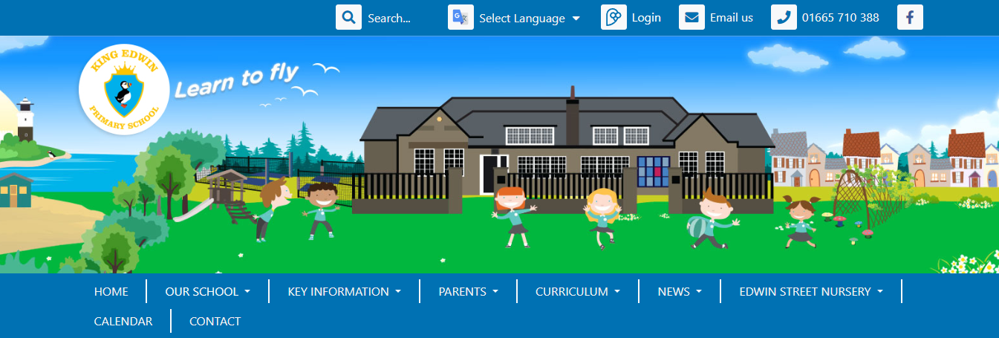 Search...
Select Language
Login
Email us
01665 710 388
KING EDWIN
PRIMARY SCHOOL
Learn to fly
HOME
OUR SCHOOL
KEY INFORMATION
PARENTS
CURRICULUM
NEWS
EDWIN STREET NURSERY
CALENDAR
CONTACT